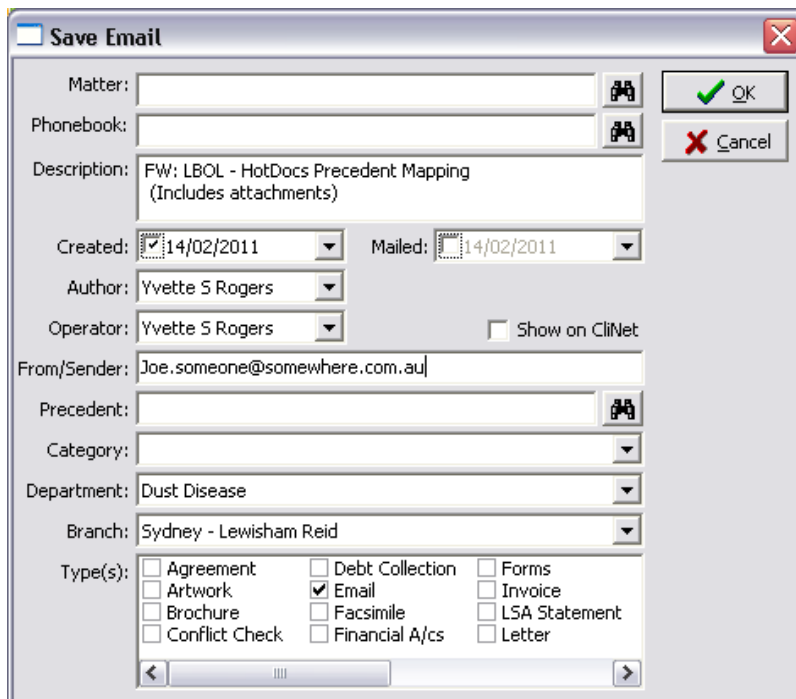 Save Email
Matter:
OK
Phonebook:
Cancel
Description: FW: LBOL - HotDocs Precedent Mapping
(Includes attachments)
Created: 14/02/2011 Mailed: 14/02/2011
Author: Yvette S Rogers
Operator: Yvette S Rogers Show on CliNet
From/Sender: Joe.someone@somewhere.com.au
Precedent:
Category:
Department: Dust Disease
Branch: Sydney - Lewisham Reid
Type(s): Agreement Debt Collection Forms
Artwork Email Invoice
Brochure Facsimile LSA Statement
Conflict Check Financial A/cs Letter